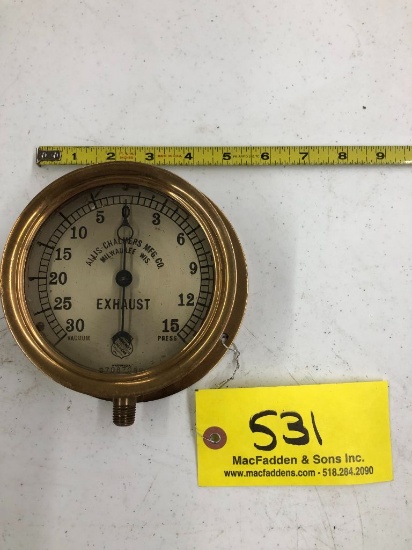 1 2 3 4 5 6 7 8 9
5 0 3
10 6
ALLIS CHALMERS MFG. CO.
MILWAUKEE WIS.
15 9
20
25 EXHAUST 12
30 15
VACUUM PRESS.
531
MacFadden & Sons Inc.
www.macfaddens.com - 518.284.2090